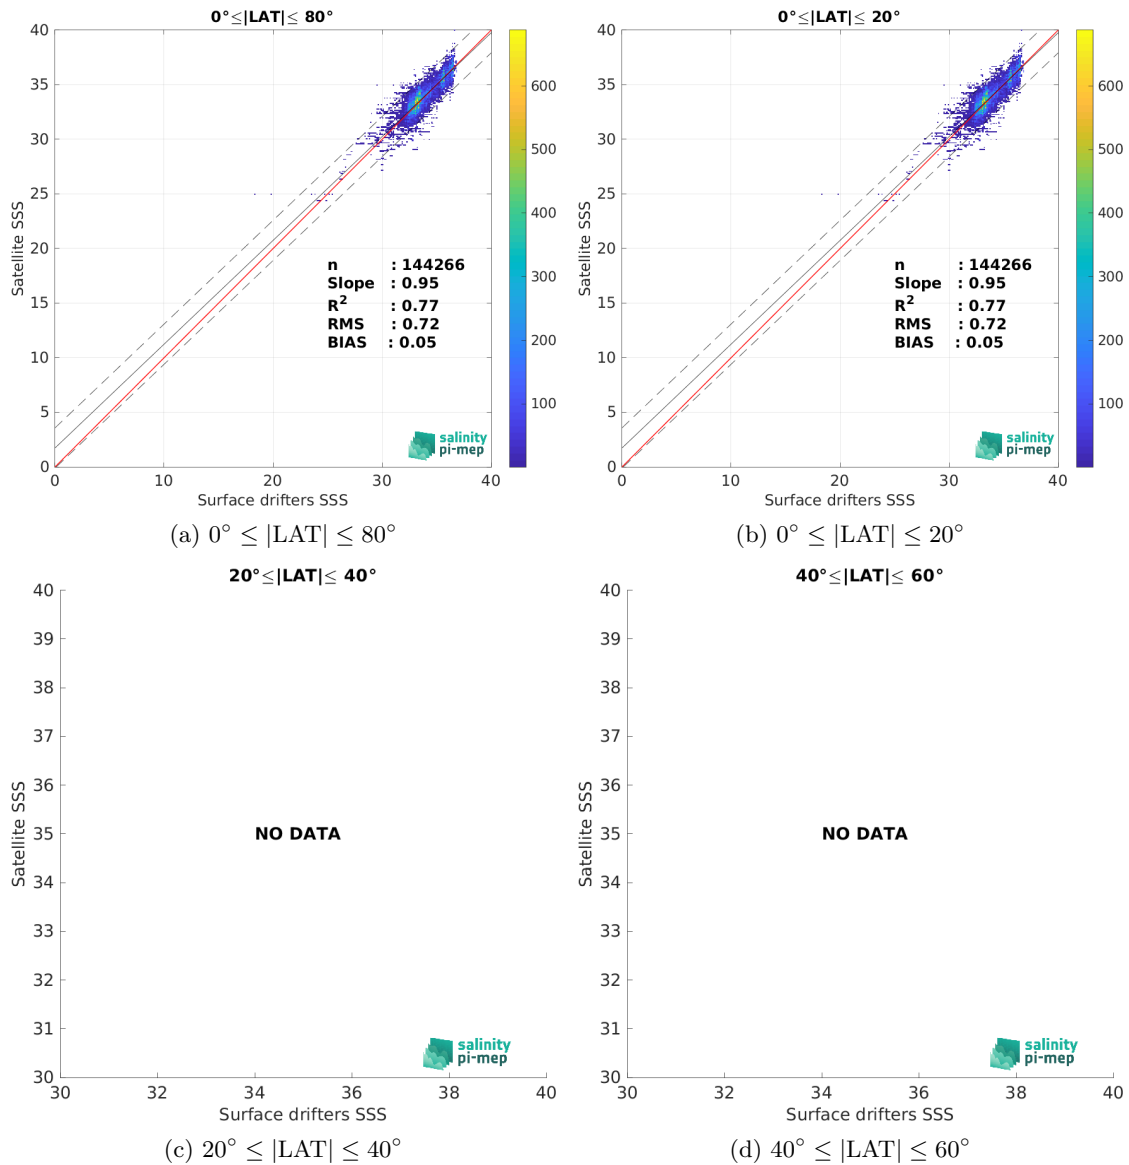 0°≤|LAT|≤ 80°
40
35
30
25
20
15
10
5
0
Satellite SSS
n : 144266
Slope : 0.95
R² : 0.77
RMS : 0.72
BIAS : 0.05
salinity
pi-mep
0 10 20 30 40
Surface drifters SSS
600
500
400
300
200
100
(a) 0° ≤ |LAT| ≤ 80°
0°≤|LAT|≤ 20°
40
35
30
25
20
15
10
5
0
Satellite SSS
n : 144266
Slope : 0.95
R² : 0.77
RMS : 0.72
BIAS : 0.05
salinity
pi-mep
0 10 20 30 40
Surface drifters SSS
600
500
400
300
200
100
(b) 0° ≤ |LAT| ≤ 20°
20°≤|LAT|≤ 40°
40
39
38
37
36
35
34
33
32
31
30
Satellite SSS
NO DATA
salinity
pi-mep
30 32 34 36 38 40
Surface drifters SSS
(c) 20° ≤ |LAT| ≤ 40°
40°≤|LAT|≤ 60°
40
39
38
37
36
35
34
33
32
31
30
Satellite SSS
NO DATA
salinity
pi-mep
30 32 34 36 38 40
Surface drifters SSS
(d) 40° ≤ |LAT| ≤ 60°